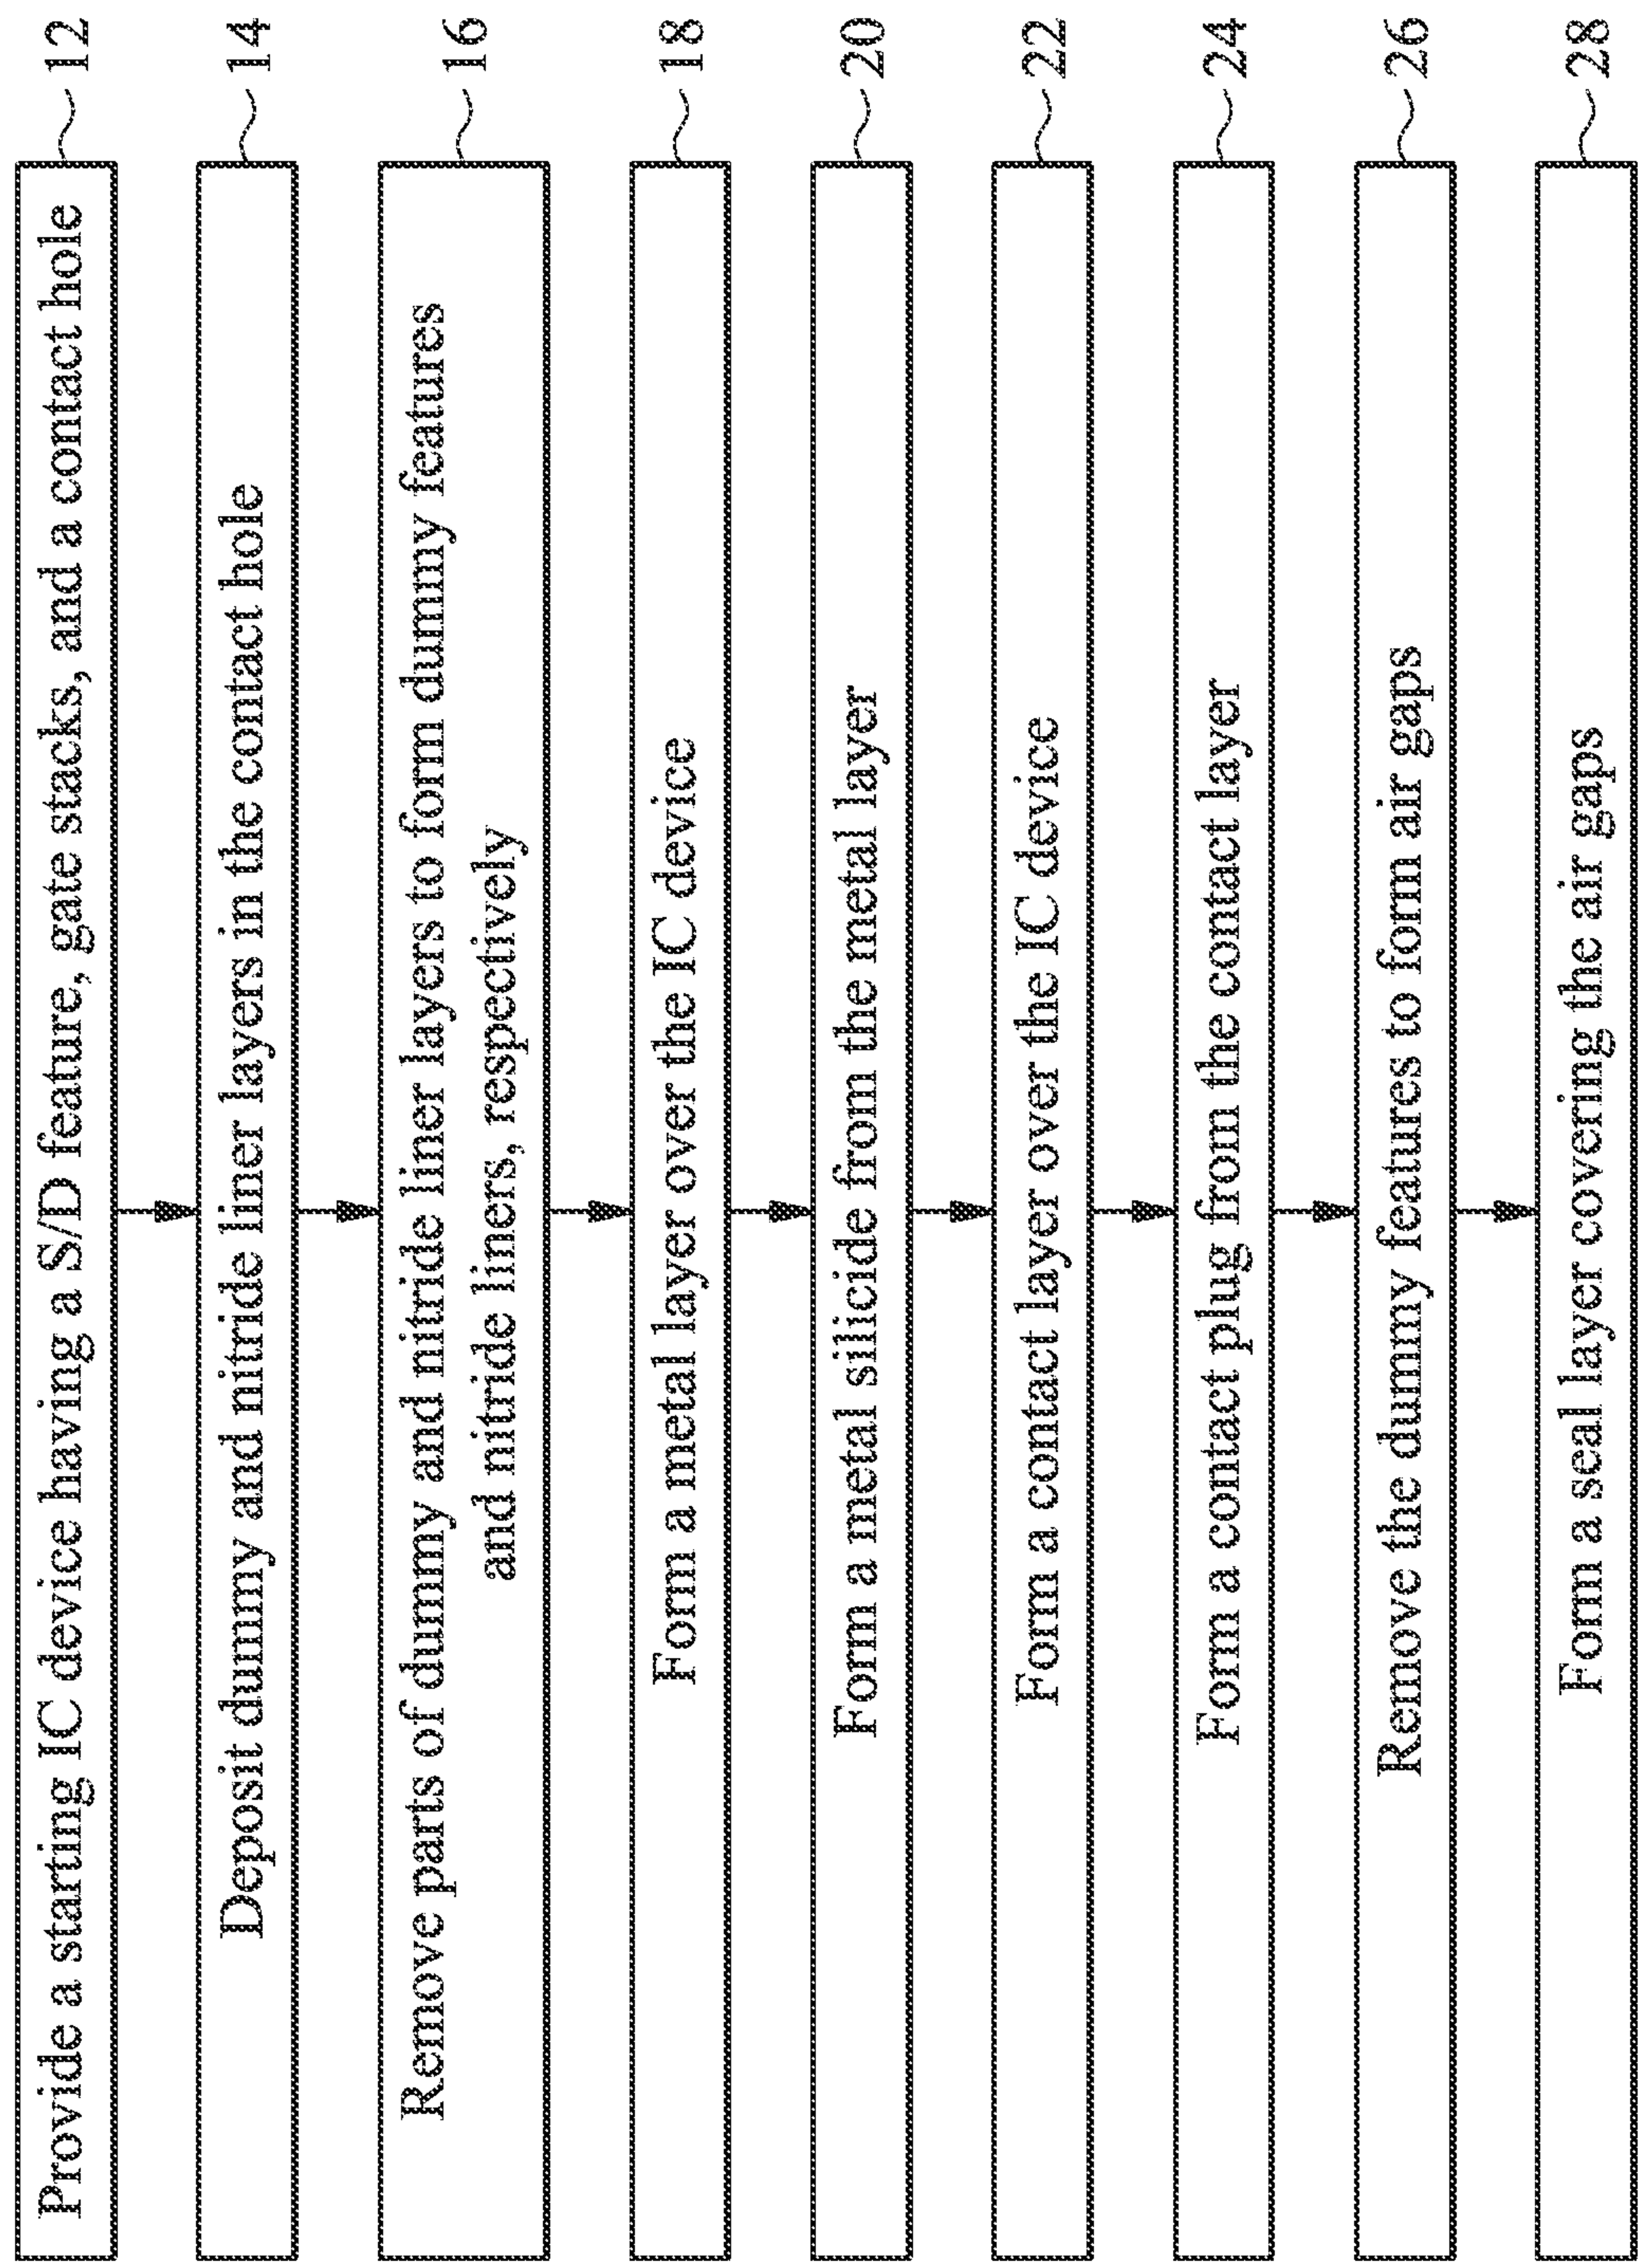 Provide a starting IC device having a S/D feature, gate stacks, and a contact hole
12
Deposit dummy and nitride liner layers in the contact hole
14
Remove parts of dummy and nitride liner layers to form dummy features
and nitride liners, respectively
16
Form a metal layer over the IC device
18
Form a metal silicide from the metal layer
20
Form a contact layer over the IC device
22
Form a contact plug from the contact layer
24
Remove the dummy features to form air gaps
26
Form a seal layer covering the air gaps
28